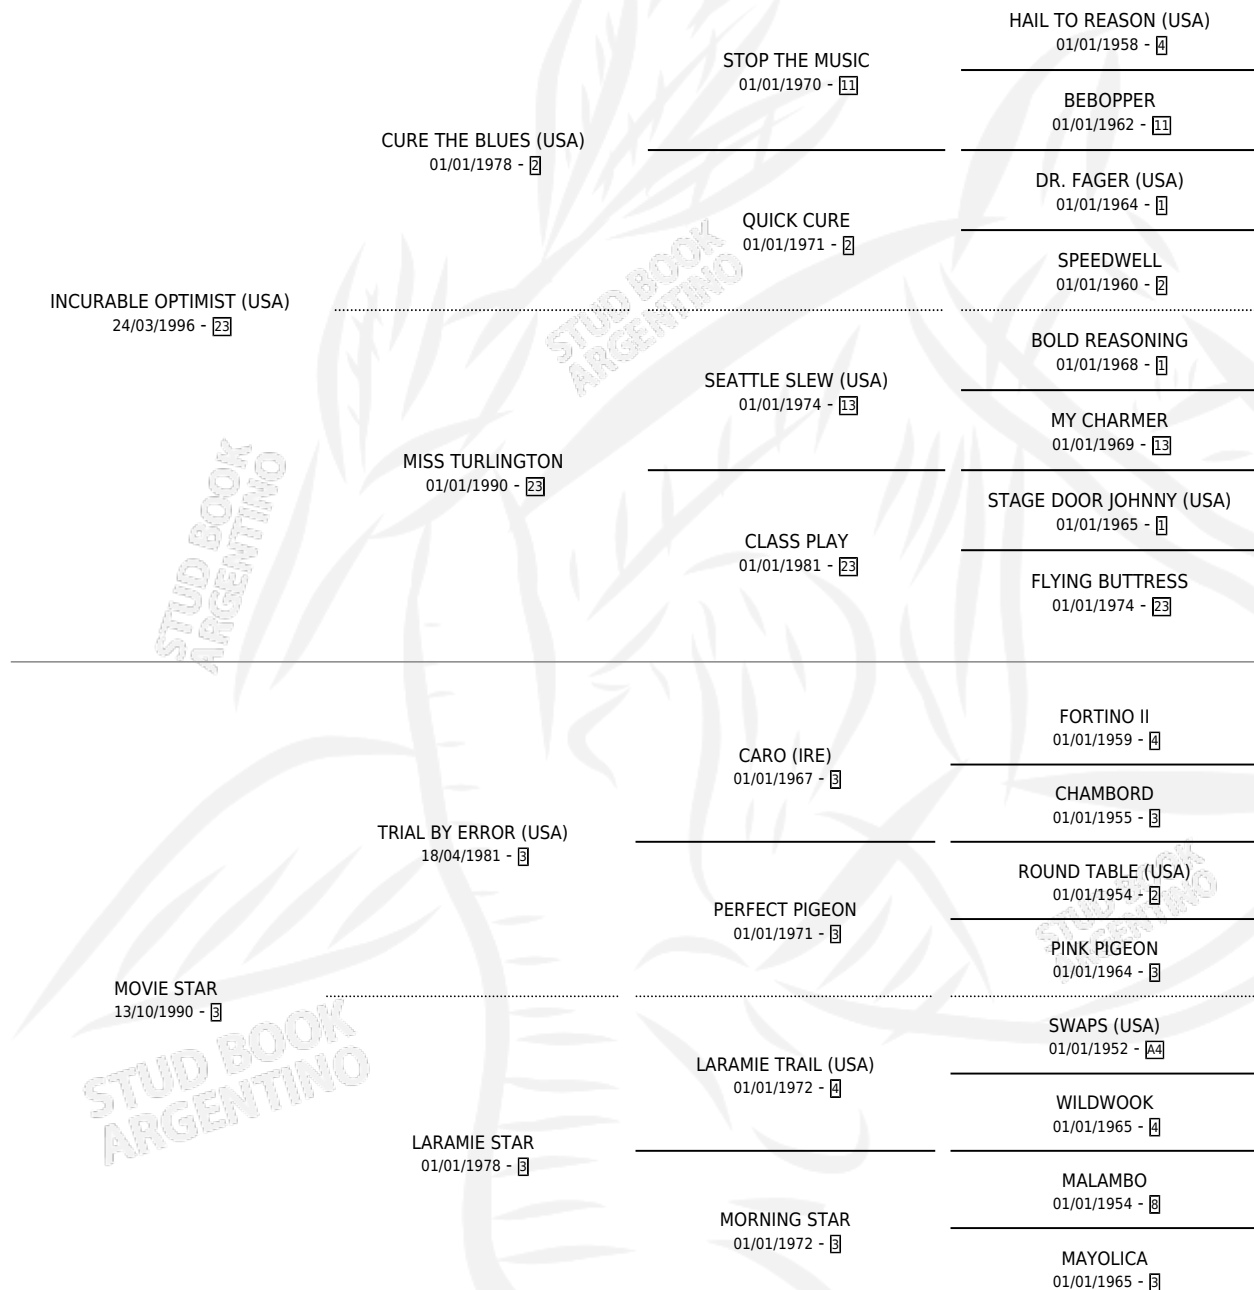 HAIL TO REASON (USA)
01/01/1958 - 4
STOP THE MUSIC
01/01/1970 - 11
BEBOPPER
01/01/1962 - 11
CURE THE BLUES (USA)
01/01/1978 - 2
DR. FAGER (USA)
01/01/1964 - 1
QUICK CURE
01/01/1971 - 2
SPEEDWELL
01/01/1960 - 2
INCURABLE OPTIMIST (USA)
24/03/1996 - 23
BOLD REASONING
01/01/1968 - 1
SEATTLE SLEW (USA)
01/01/1974 - 13
MY CHARMER
01/01/1969 - 13
MISS TURLINGTON
01/01/1990 - 23
STAGE DOOR JOHNNY (USA)
01/01/1965 - 1
CLASS PLAY
01/01/1981 - 23
FLYING BUTTRESS
01/01/1974 - 23
FORTINO II
01/01/1959 - 4
CARO (IRE)
01/01/1967 - 3
CHAMBORD
01/01/1955 - 3
TRIAL BY ERROR (USA)
18/04/1981 - 3
ROUND TABLE (USA)
01/01/1954 - 2
PERFECT PIGEON
01/01/1971 - 3
PINK PIGEON
01/01/1964 - 3
MOVIE STAR
13/10/1990 - 3
SWAPS (USA)
01/01/1952 - A4
LARAMIE TRAIL (USA)
01/01/1972 - 4
WILDWOOK
01/01/1965 - 4
LARAMIE STAR
01/01/1978 - 3
MALAMBO
01/01/1954 - 8
MORNING STAR
01/01/1972 - 3
MAYOLICA
01/01/1965 - 3
STUD BOOK
ARGENTINO
STUD BOOK
ARGENTINO
STUD BOOK
ARGENTINO
STUD BOOK
ARGENTINO